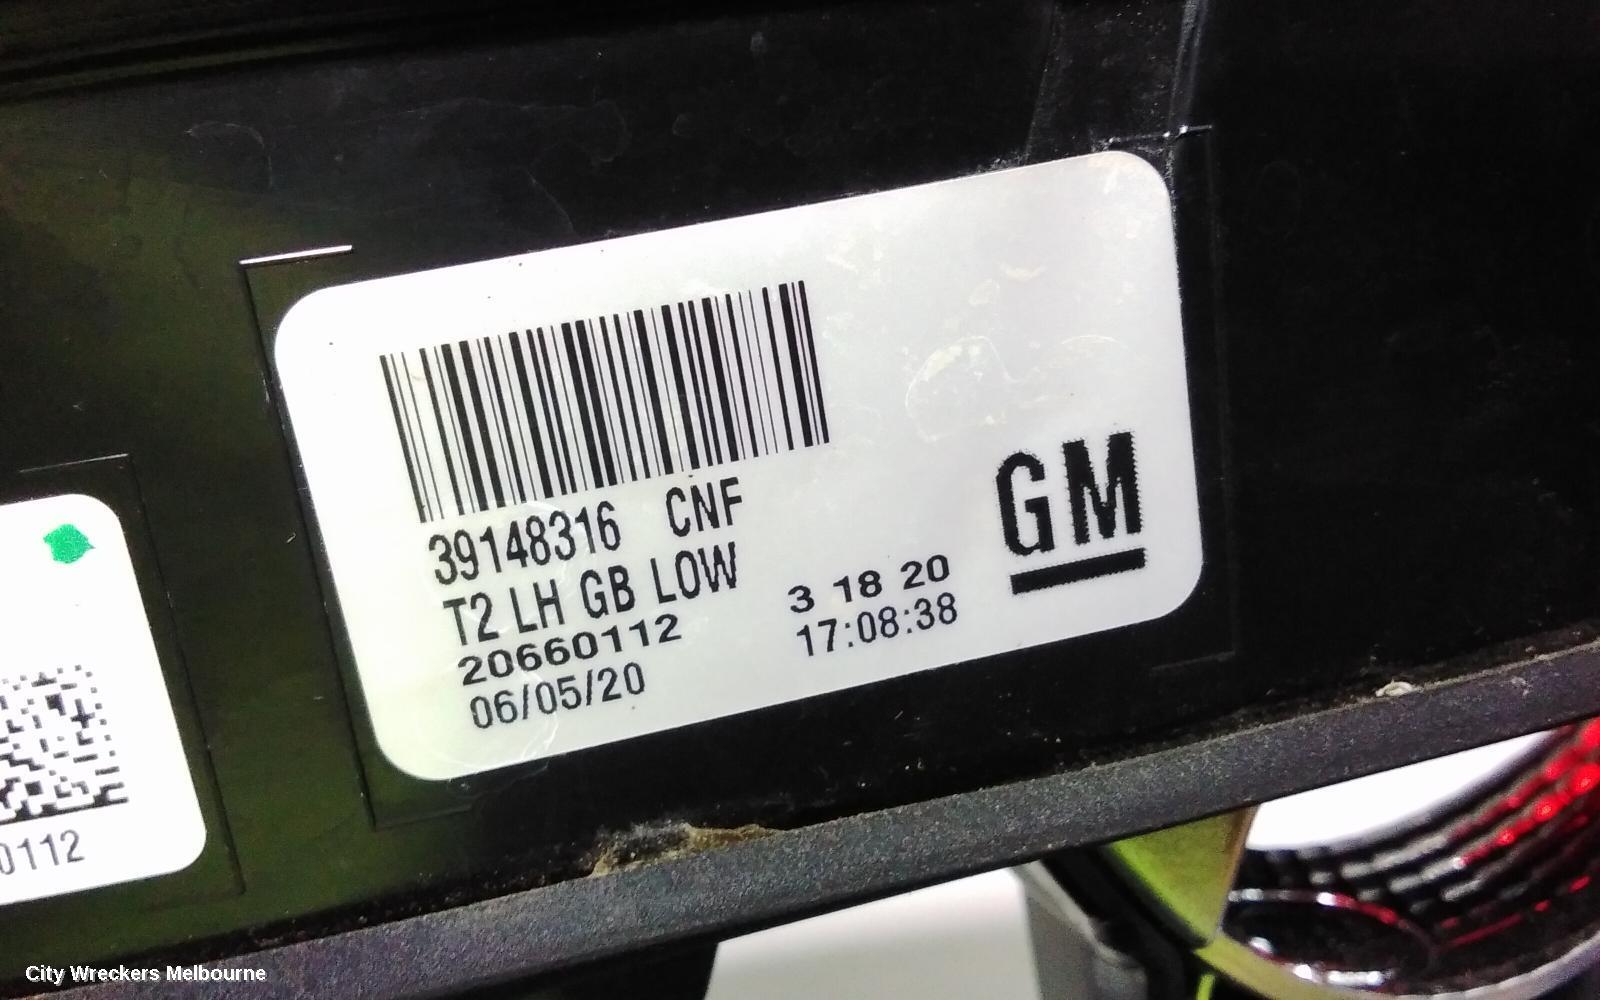 39148316 CNF
T2 LH GB LOW
20660112
06/05/20
3 18 20
17:08:38
GM
0112
City Wreckers Melbourne